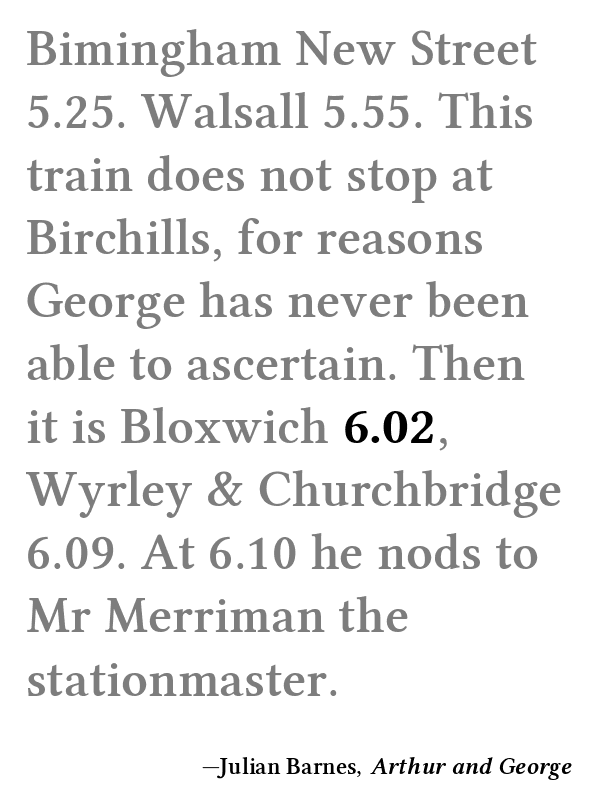 Bimingham New Street
5.25. Walsall 5.55. This
train does not stop at
Birchills, for reasons
George has never been
able to ascertain. Then
it is Bloxwich 6.02,
Wyrley & Churchbridge
6.09. At 6.10 he nods to
Mr Merriman the
stationmaster.
—Julian Barnes, Arthur and George